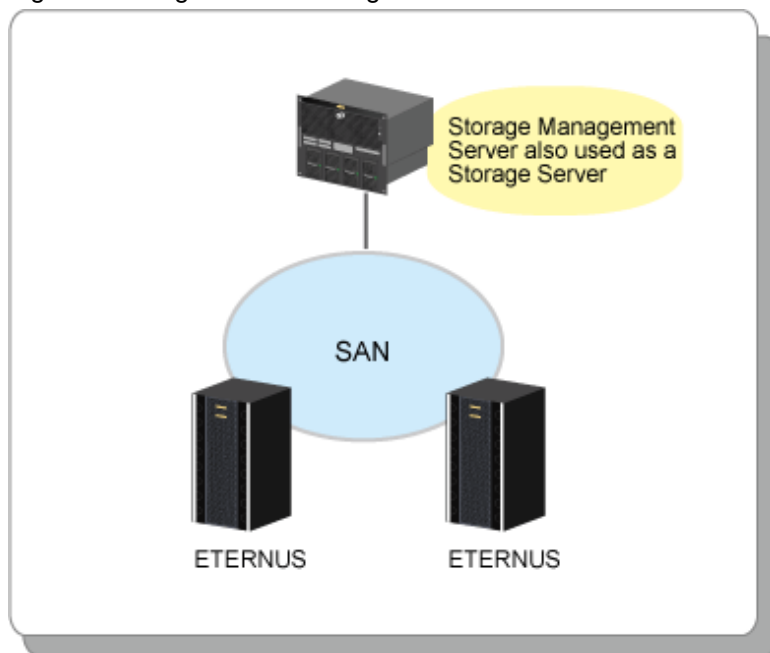 Storage Management
Server also used as a
Storage Server
SAN
ETERNUS
ETERNUS